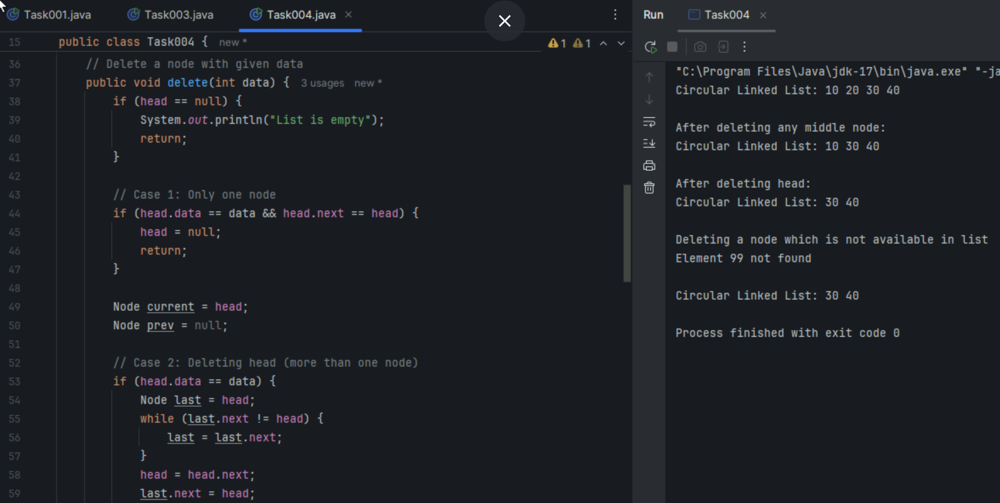 Task001.java Task003.java Task004.java
15 public class Task004 { new * 1 1
36 // Delete a node with given data
37 public void delete(int data) { 3 usages new *
38 if (head == null) {
39 System.out.println("List is empty");
40 return;
41 }
42
43 // Case 1: Only one node
44 if (head.data == data && head.next == head) {
45 head = null;
46 return;
47 }
48
49 Node current = head;
50 Node prev = null;
51
52 // Case 2: Deleting head (more than one node)
53 if (head.data == data) {
54 Node last = head;
55 while (last.next != head) {
56 last = last.next;
57 }
58 head = head.next;
59 last.next = head;
Run Task004
"C:\Program Files\Java\jdk-17\bin\java.exe" "-ja
Circular Linked List: 10 20 30 40
After deleting any middle node:
Circular Linked List: 10 30 40
After deleting head:
Circular Linked List: 30 40
Deleting a node which is not available in list
Element 99 not found
Circular Linked List: 30 40
Process finished with exit code 0